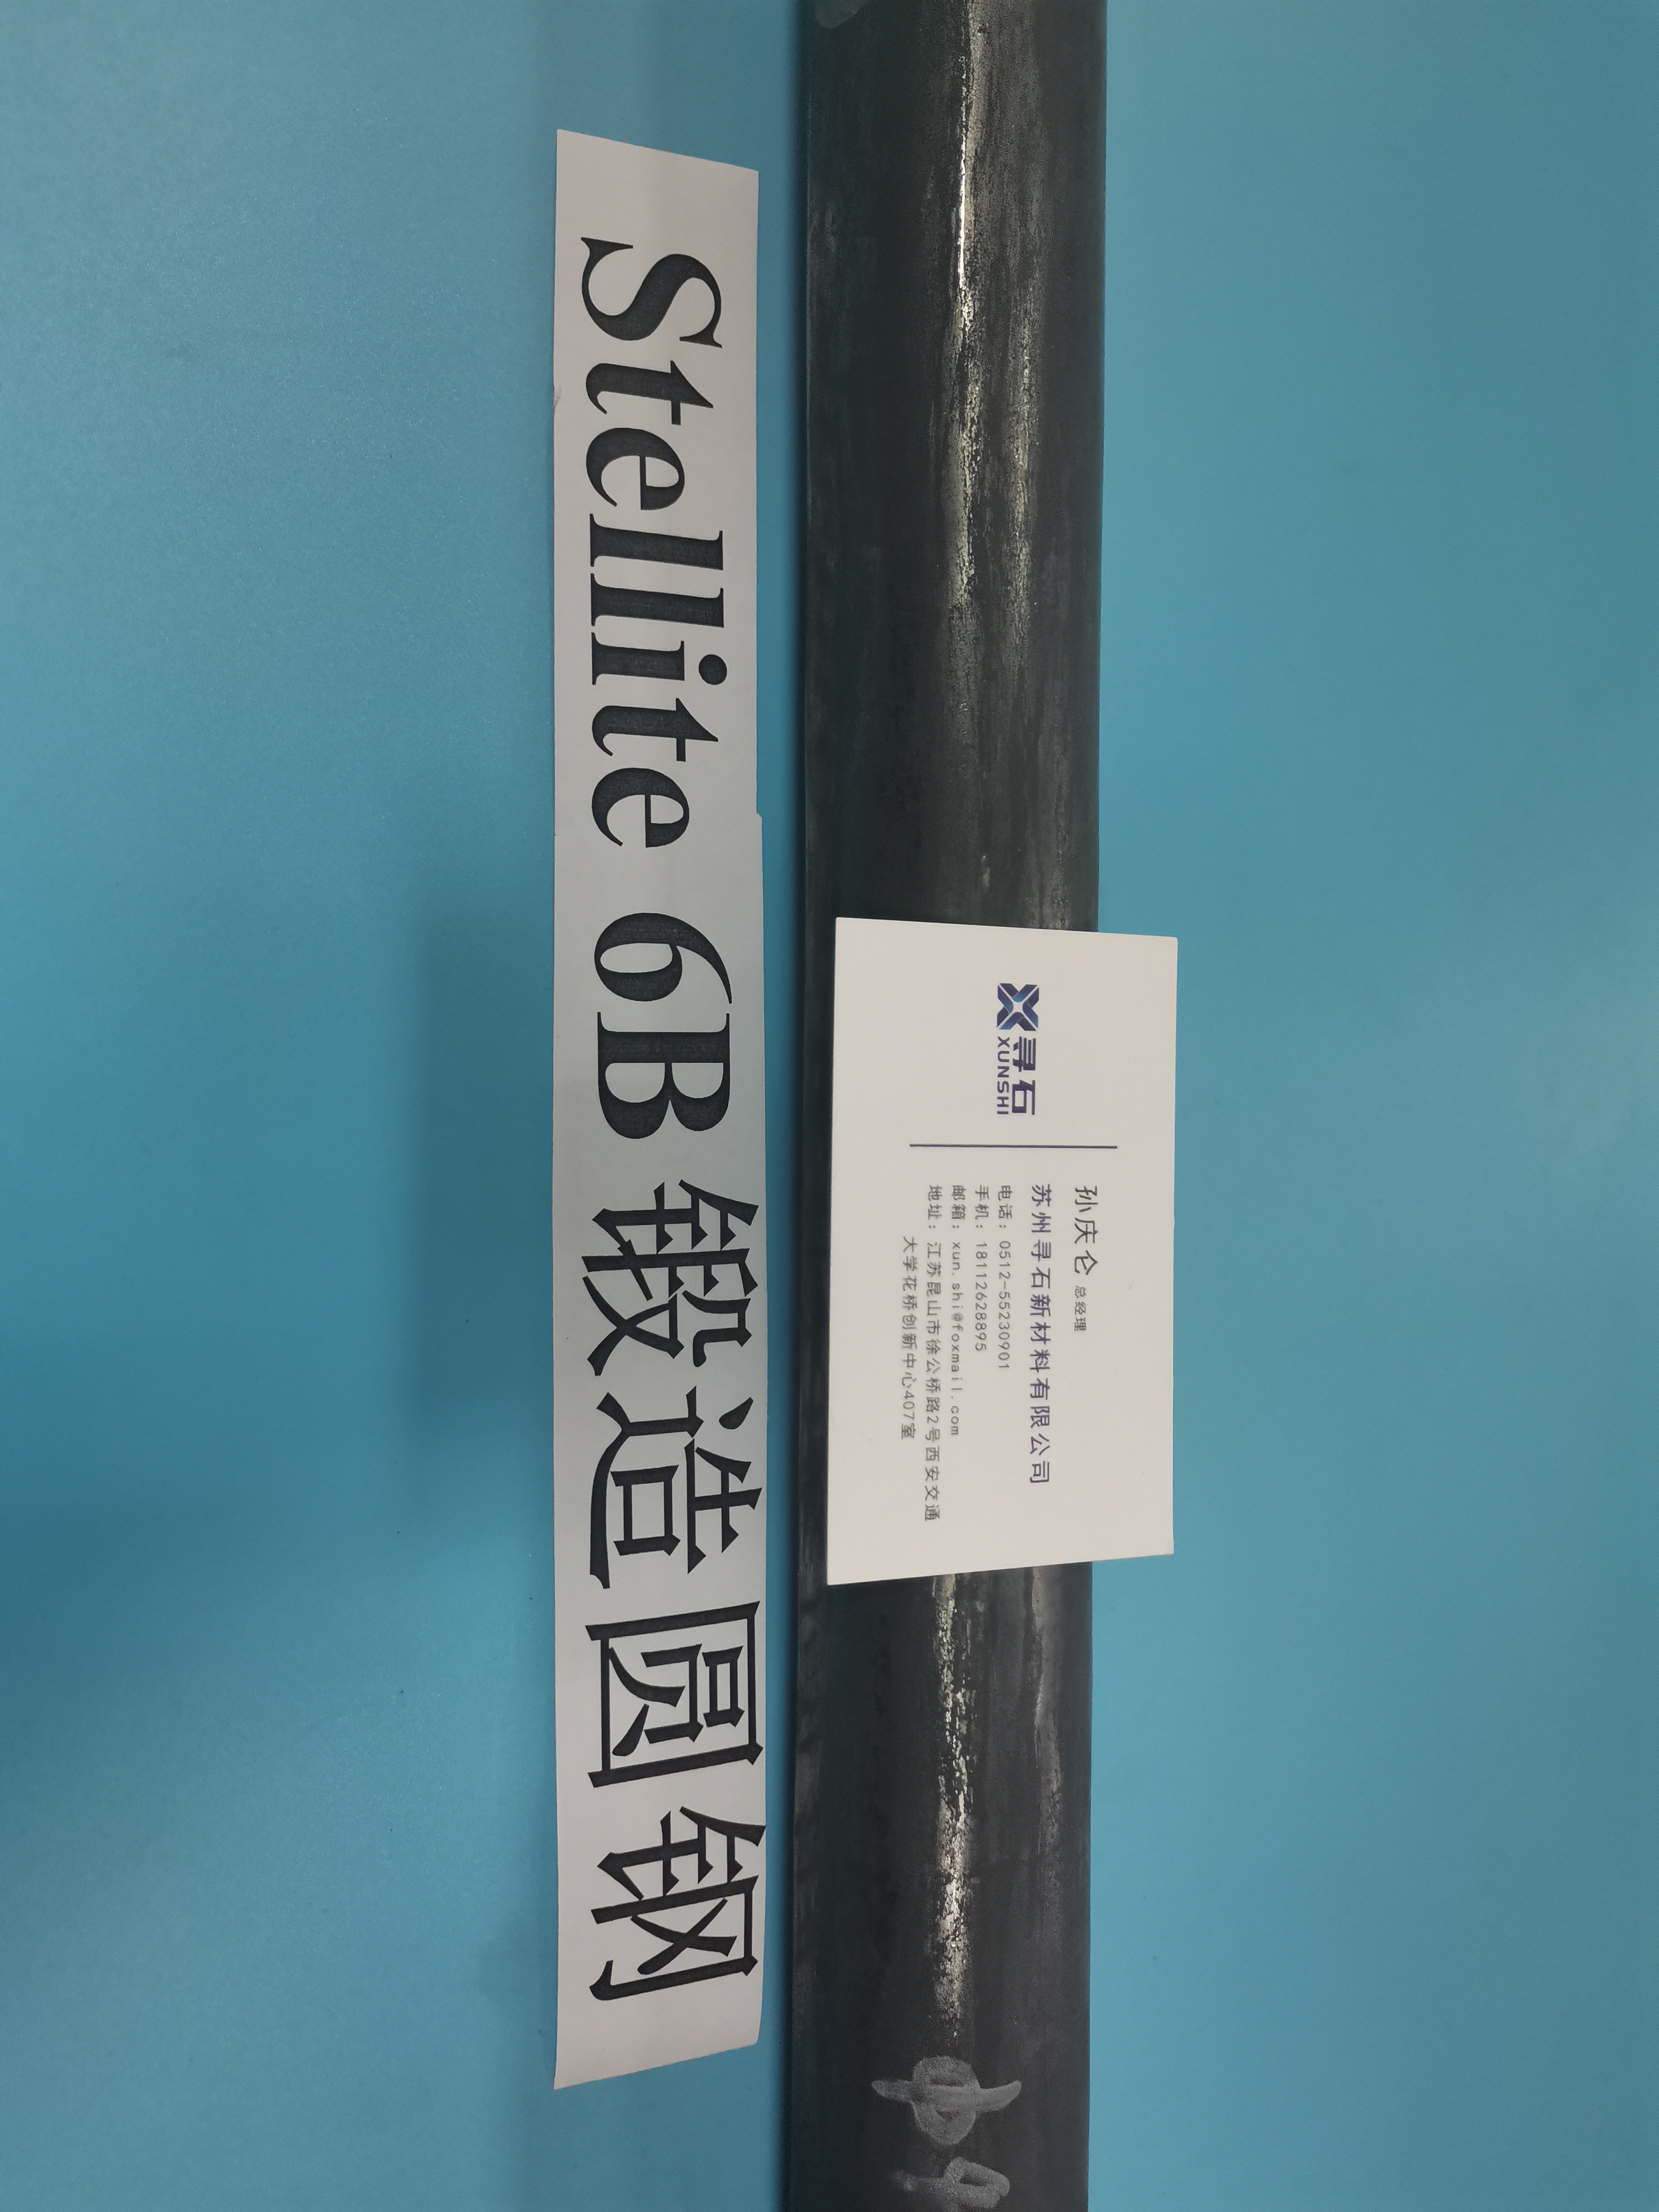 Stellite 6B 锻造圆钢
寻石
XUNSHI
孙庆仑 总经理
苏州寻石新材料有限公司
电话：0512-55230901
手机：18112628895
邮箱：xun.shi@foxmail.com
地址：江苏昆山市徐公桥路2号西安交通
大学花桥创新中心407室